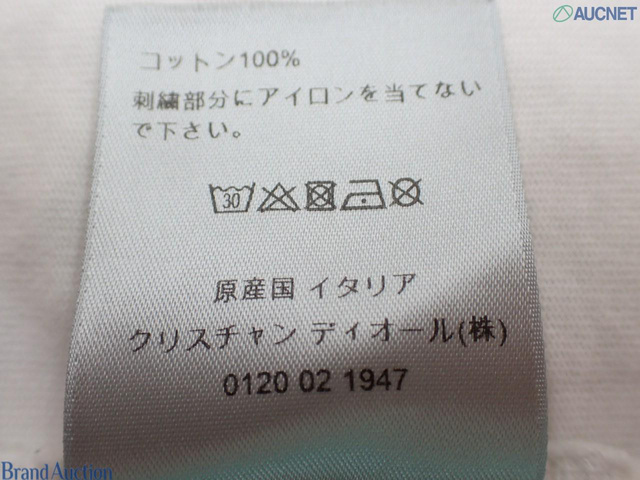 AUCNET
コットン100%
刺繍部分にアイロンを当てない
で下さい。
30
原産国 イタリア
クリスチャン ディオール(株)
0120 02 1947
Brand Auction